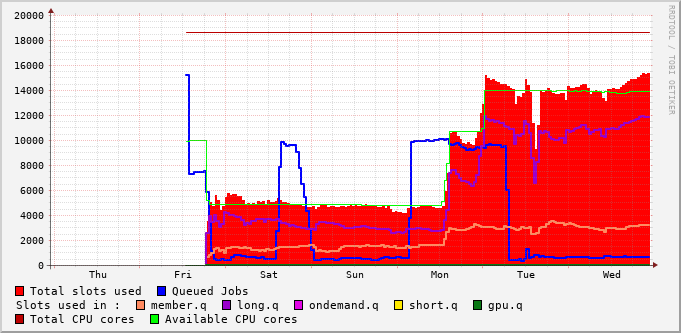 20000
18000
16000
14000
12000
10000
8000
6000
4000
2000
0
Thu Fri Sat Sun Mon Tue Wed
RRDTOOL / TOBI OETIKER
Total slots used Queued Jobs
Slots used in : member.q long.q ondemand.q short.q gpu.q
Total CPU cores Available CPU cores